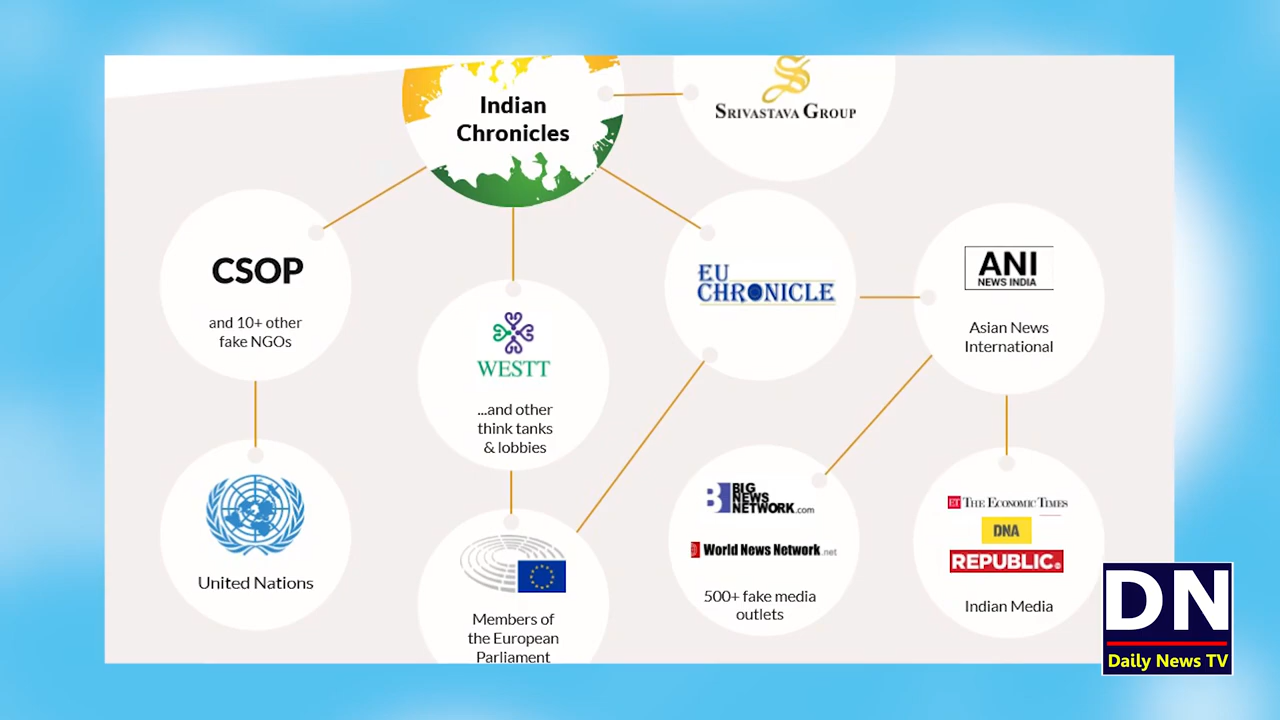 Indian
Chronicles
SRIVASTAVA GROUP
CSOP
and 10+ other
fake NGOs
WESTT
...and other
think tanks
& lobbies
EU
CHRONICLE
ANI
NEWS INDIA
Asian News
International
United Nations
Members of
the European
Parliament
BIG
NEWS
NETWORK.com
World News Network.net
500+ fake media
outlets
ET THE ECONOMIC TIMES
DNA
REPUBLIC.
Indian Media
DN
Daily News TV